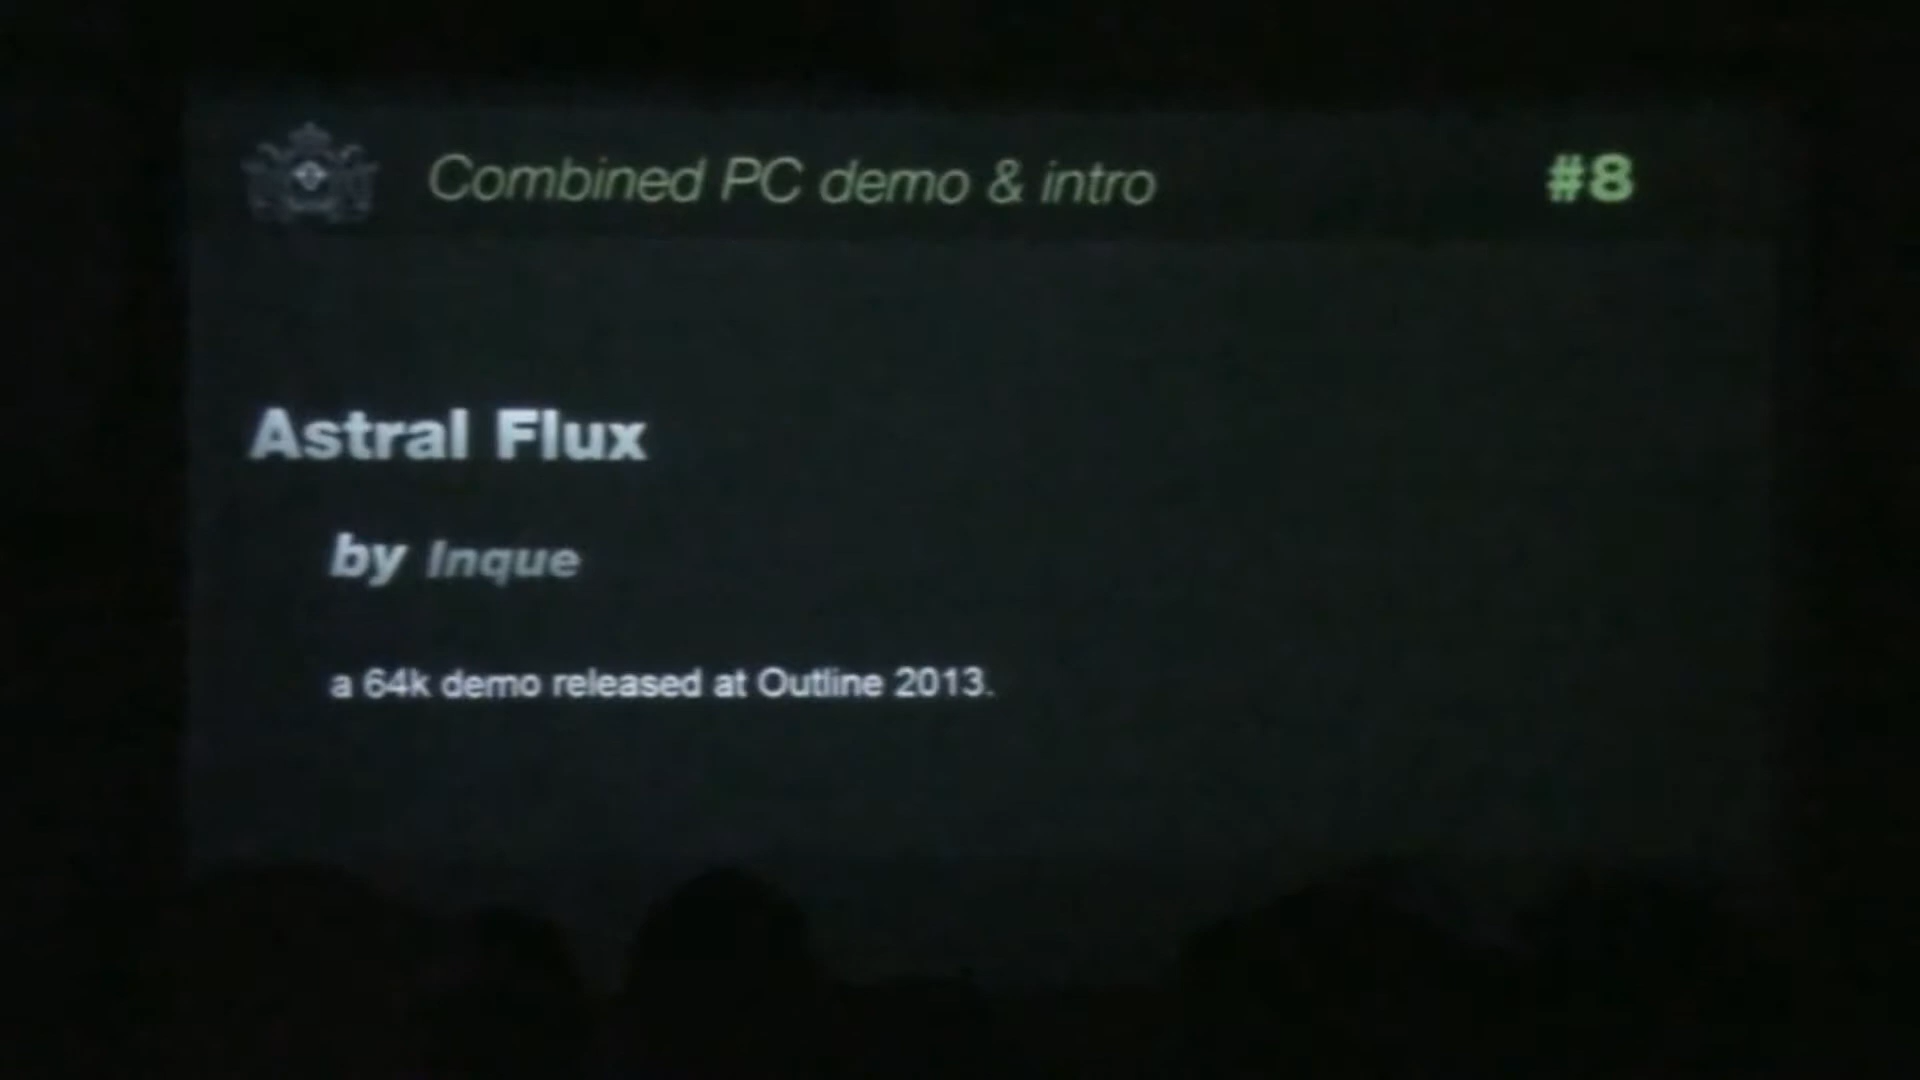 Combined PC demo & intro
#8
Astral Flux
by Inque
a 64k demo released at Outline 2013.